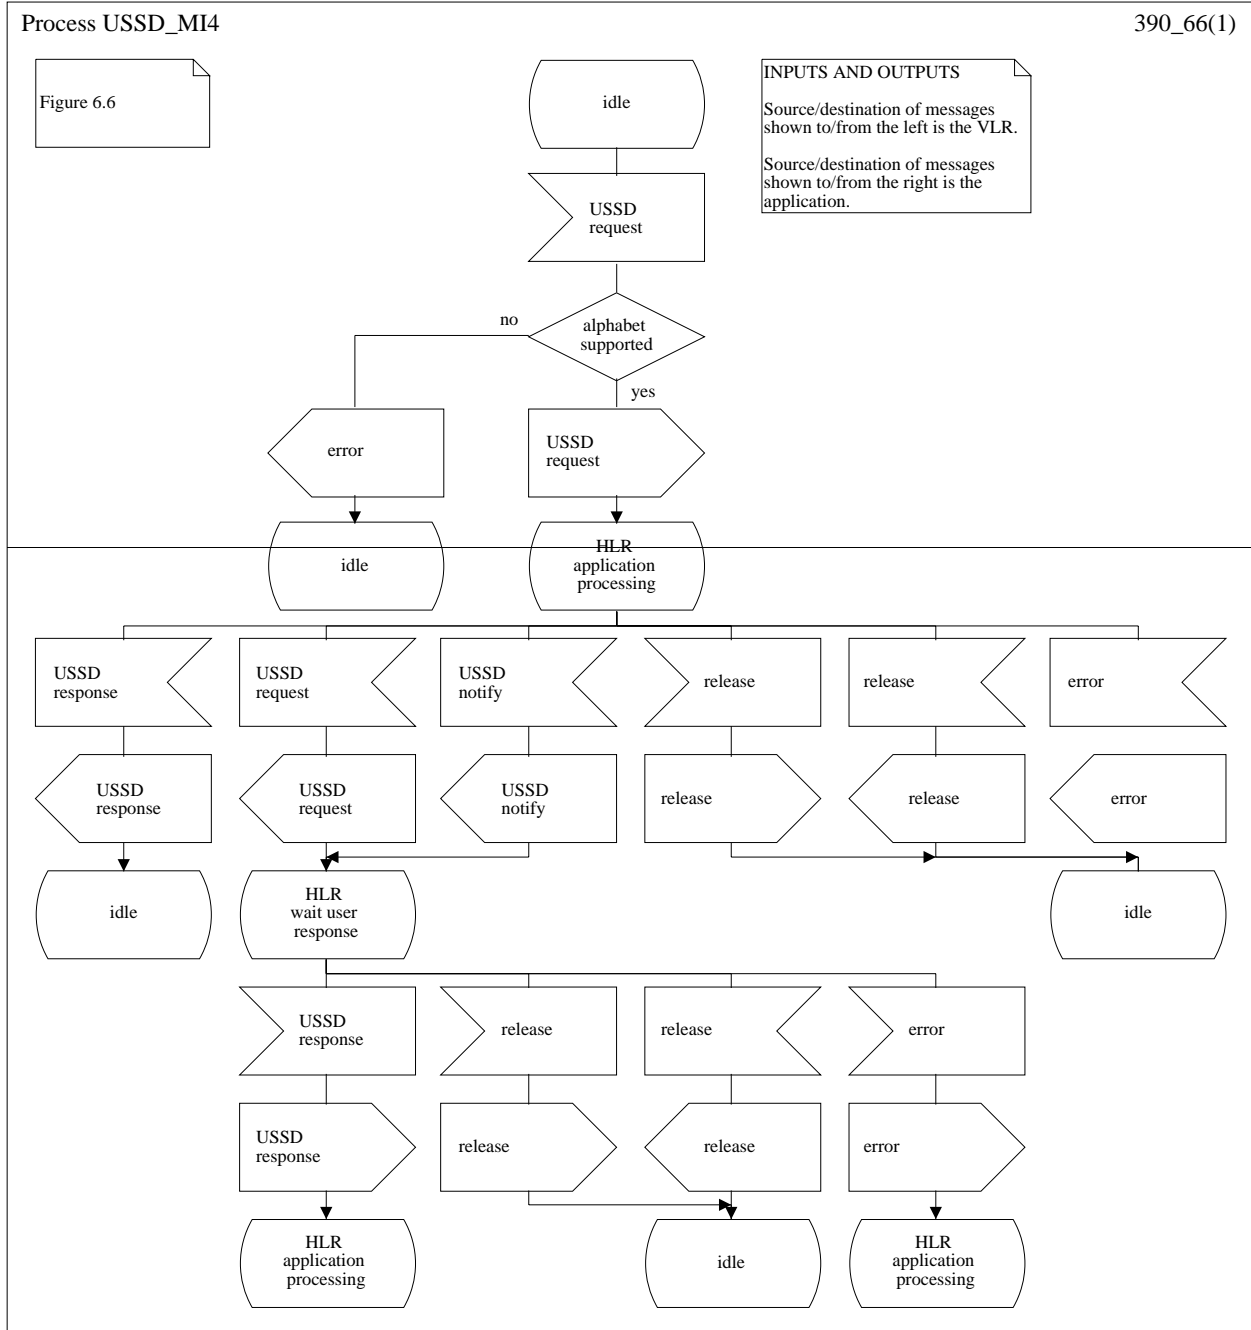 Process USSD_MI4
390_66(1)
Figure 6.6
idle
INPUTS AND OUTPUTS
Source/destination of messages
shown to/from the left is the VLR.
Source/destination of messages
shown to/from the right is the
application.
USSD
request
alphabet
supported
no
yes
error
USSD
request
idle
HLR
application
processing
USSD
response
USSD
request
USSD
notify
release
release
error
USSD
response
USSD
request
USSD
notify
release
release
error
idle
HLR
wait user
response
idle
USSD
response
release
release
error
USSD
response
release
release
error
HLR
application
processing
idle
HLR
application
processing